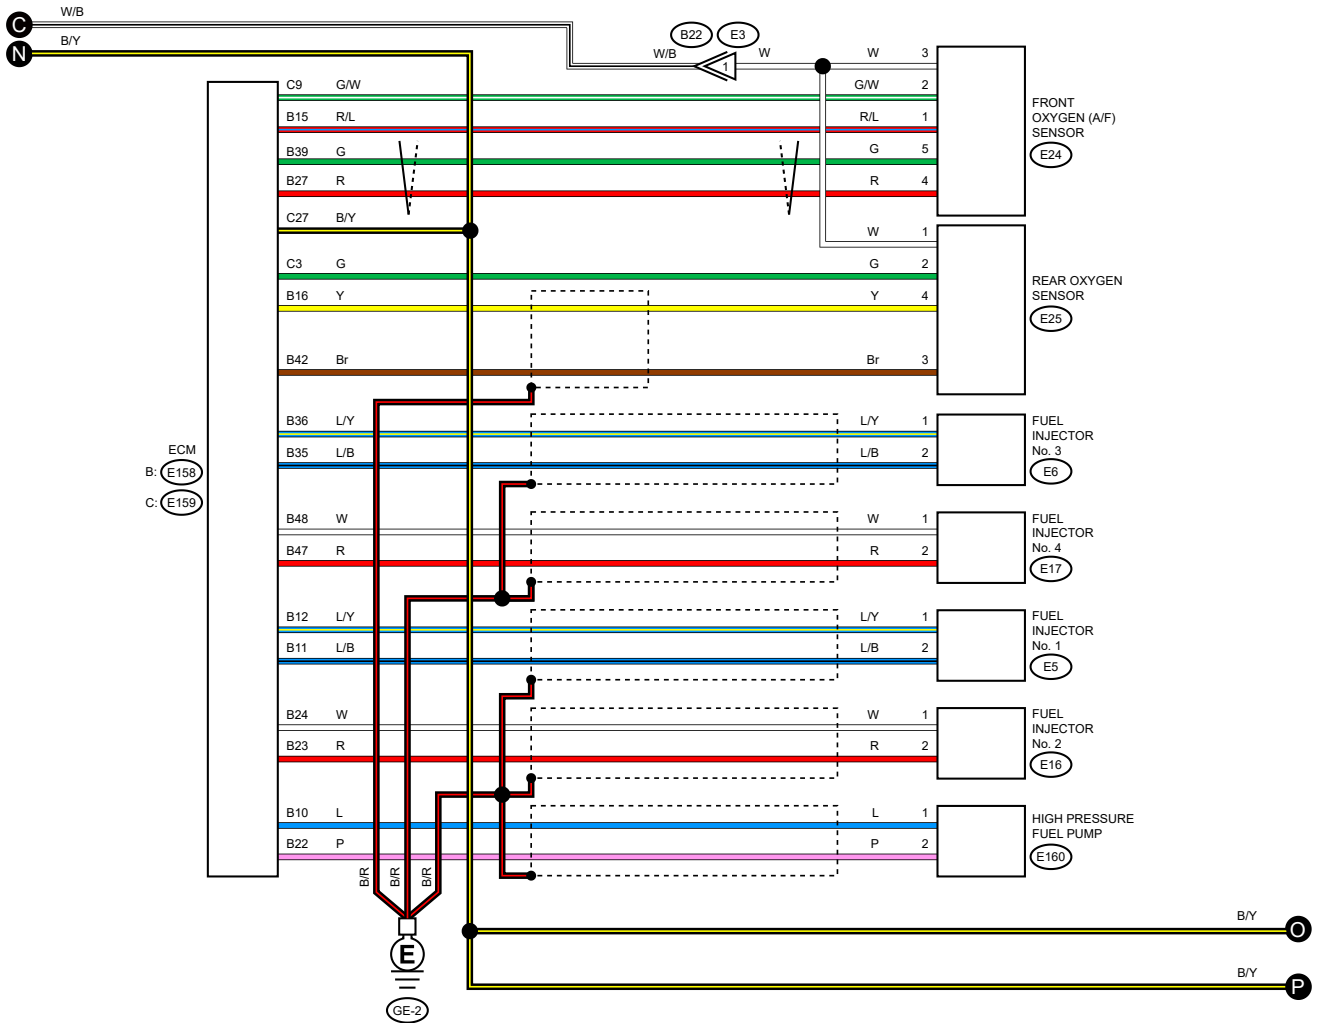 C W/B
N B/Y
B22 E3
W/B 1 W W 3
C9 G/W G/W 2
B15 R/L R/L 1
B39 G G 5
B27 R R 4
FRONT
OXYGEN (A/F)
SENSOR
E24
C27 B/Y
W 1
C3 G G 2
B16 Y Y 4
B42 Br Br 3
REAR OXYGEN
SENSOR
E25
B36 L/Y L/Y 1
B35 L/B L/B 2
FUEL
INJECTOR
No. 3
E6
ECM
B: E158
C: E159
B48 W W 1
B47 R R 2
FUEL
INJECTOR
No. 4
E17
B12 L/Y L/Y 1
B11 L/B L/B 2
FUEL
INJECTOR
No. 1
E5
B24 W W 1
B23 R R 2
FUEL
INJECTOR
No. 2
E16
B10 L L 1
B22 P P 2
HIGH PRESSURE
FUEL PUMP
E160
B/R
B/R
B/R
B/Y O
E
B/Y P
GE-2